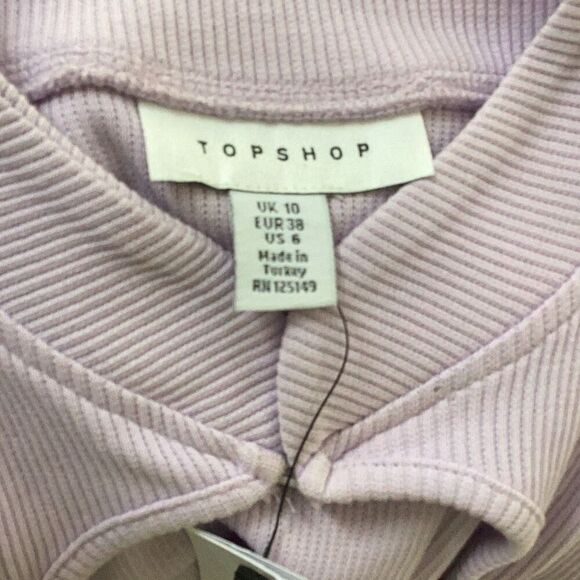 TOPSHOP
UK 10
EUR 38
US 6
Made in
Turkey
RN 125149